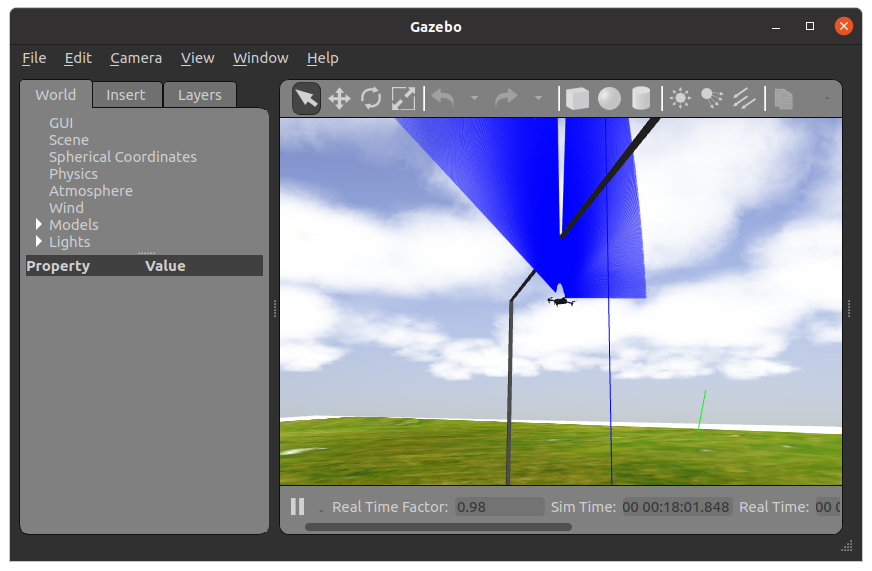 Gazebo
File Edit Camera View Window Help
World Insert Layers
GUI
Scene
Spherical Coordinates
Physics
Atmosphere
Wind
Models
Lights
Property Value
Real Time Factor: 0.98 Sim Time: 00 00:18:01.848 Real Time: 00